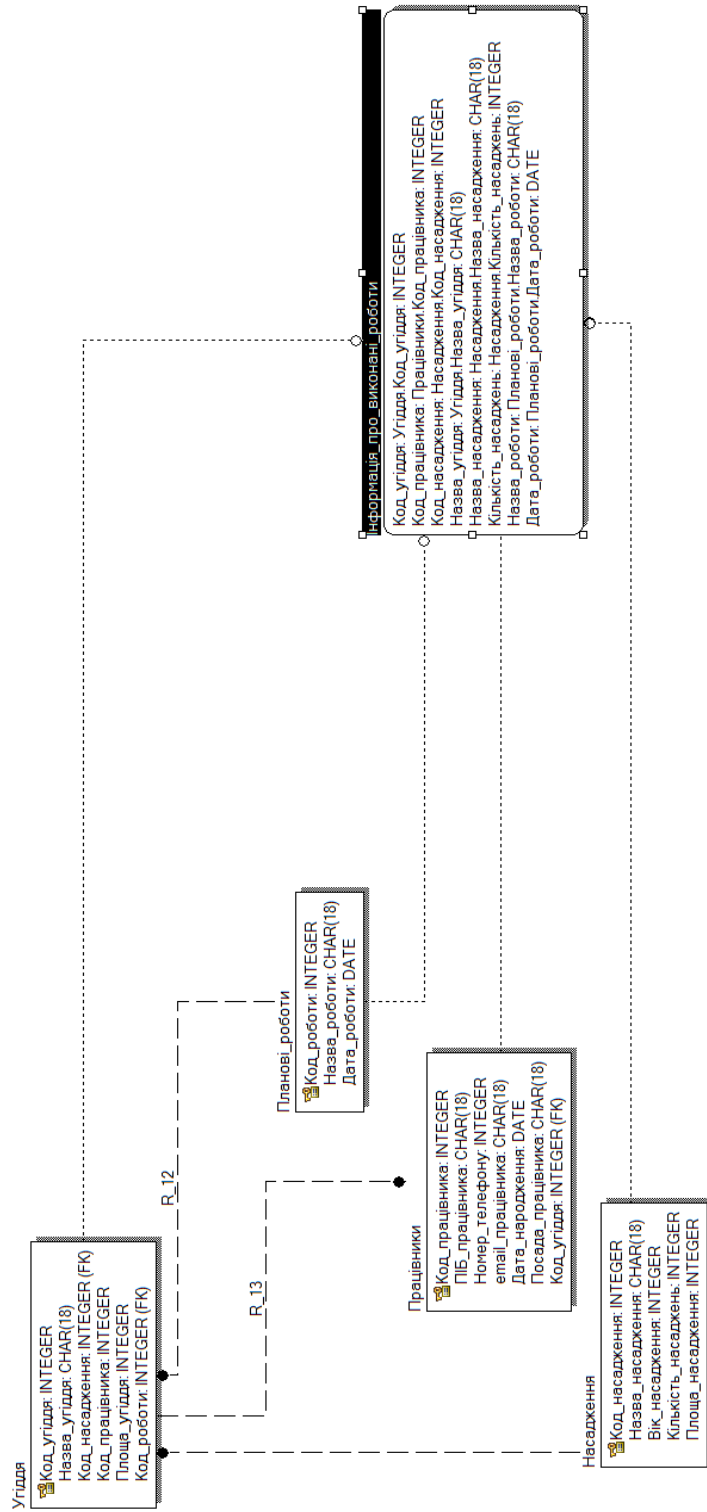 Угіддя
Код_угіддя: INTEGER
Назва_угіддя: CHAR(18)
Код_насадження: INTEGER (FK)
Код_працівника: INTEGER
Площа_угіддя: INTEGER
Код_роботи: INTEGER (FK)
R_12
R_13
Планові_роботи
Код_роботи: INTEGER
Назва_роботи: CHAR(18)
Дата_роботи: DATE
Працівники
Код_працівника: INTEGER
ПІБ_працівника: CHAR(18)
Номер_телефону: INTEGER
email_працівника: CHAR(18)
Дата_народження: DATE
Посада_працівника: CHAR(18)
Код_угіддя: INTEGER (FK)
Насадження
Код_насадження: INTEGER
Назва_насадження: CHAR(18)
Вік_насадження: INTEGER
Кількість_насаджень: INTEGER
Площа_насадження: INTEGER
Інформація_про_виконані_роботи
Код_угіддя: Угіддя.Код_угіддя: INTEGER
Код_працівника: Працівники.Код_працівника: INTEGER
Код_насадження: Насадження.Код_насадження: INTEGER
Назва_угіддя: Угіддя.Назва_угіддя: CHAR(18)
Назва_насадження: Насадження.Назва_насадження: CHAR(18)
Кількість_насаджень: Насадження.Кількість_насаджень: INTEGER
Назва_роботи: Планові_роботи.Назва_роботи: CHAR(18)
Дата_роботи: Планові_роботи.Дата_роботи: DATE